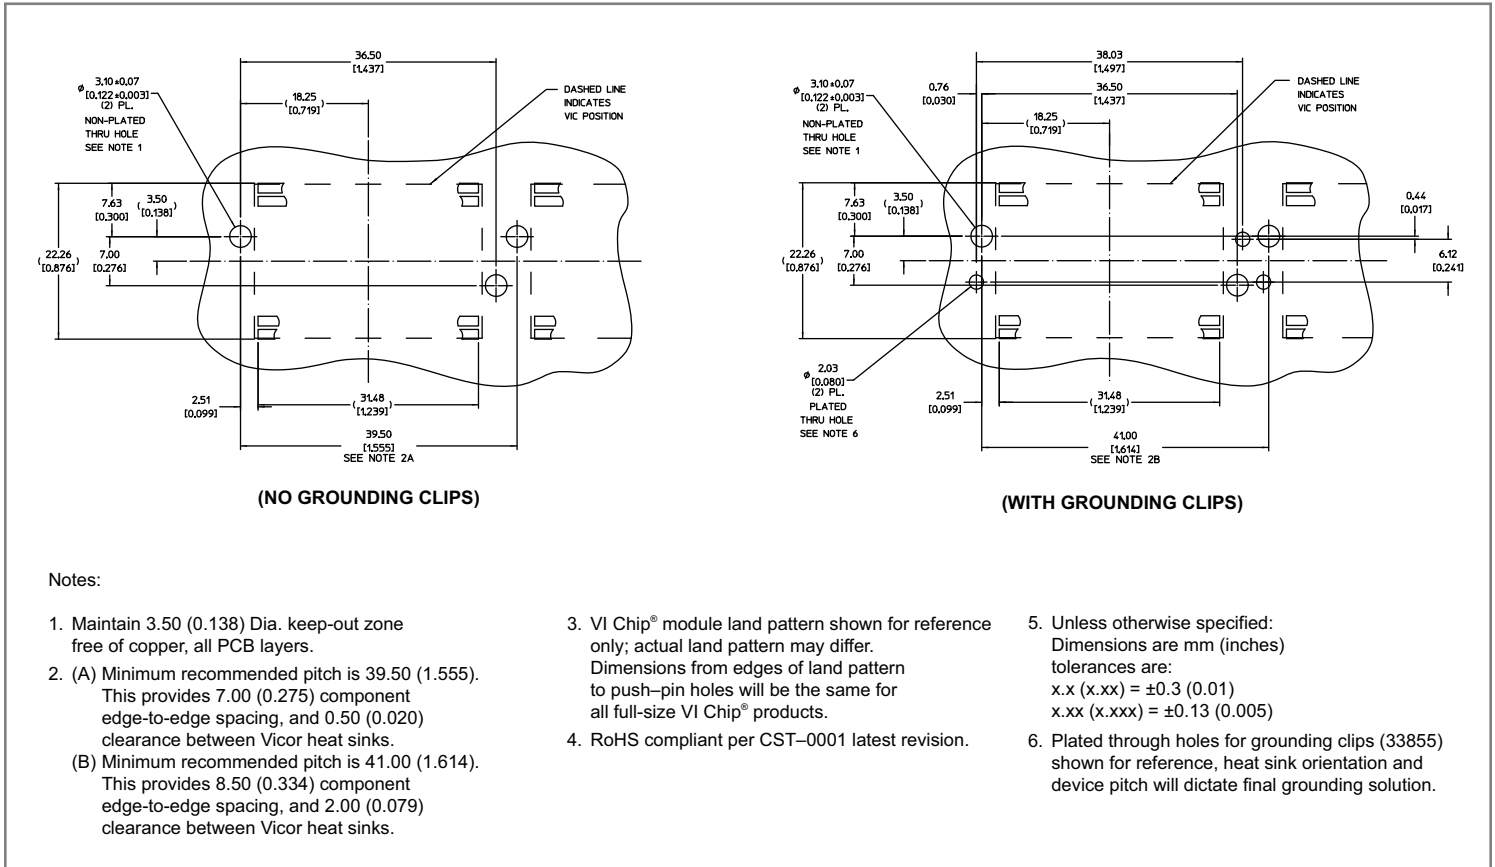 36.50
[1.437]
3.10±0.07
ø [0.122±0.003]
(2) PL.
NON-PLATED
THRU HOLE
SEE NOTE 1
(18.25
[0.719])
DASHED LINE
INDICATES
VIC POSITION
7.63
[0.300]
(3.50
[0.138])
(22.26
[0.876])
7.00
[0.276]
2.51
[0.099]
(31.48
[1.239])
39.50
[1.555]
SEE NOTE 2A
(NO GROUNDING CLIPS)
38.03
[1.497]
3.10±0.07
ø [0.122±0.003]
(2) PL.
NON-PLATED
THRU HOLE
SEE NOTE 1
0.76
[0.030]
36.50
[1.437]
(18.25
[0.719])
DASHED LINE
INDICATES
VIC POSITION
7.63
[0.300]
(3.50
[0.138])
0.44
[0.017]
(22.26
[0.876])
7.00
[0.276]
6.12
[0.241]
ø 2.03
[0.080]
(2) PL.
PLATED
THRU HOLE
SEE NOTE 6
2.51
[0.099]
(31.48
[1.239])
41.00
[1.614]
SEE NOTE 2B
(WITH GROUNDING CLIPS)
Notes:
1. Maintain 3.50 (0.138) Dia. keep-out zone
free of copper, all PCB layers.
2. (A) Minimum recommended pitch is 39.50 (1.555).
This provides 7.00 (0.275) component
edge-to-edge spacing, and 0.50 (0.020)
clearance between Vicor heat sinks.
(B) Minimum recommended pitch is 41.00 (1.614).
This provides 8.50 (0.334) component
edge-to-edge spacing, and 2.00 (0.079)
clearance between Vicor heat sinks.
3. VI Chip® module land pattern shown for reference
only; actual land pattern may differ.
Dimensions from edges of land pattern
to push–pin holes will be the same for
all full-size VI Chip® products.
4. RoHS compliant per CST–0001 latest revision.
5. Unless otherwise specified:
Dimensions are mm (inches)
tolerances are:
x.x (x.xx) = ±0.3 (0.01)
x.xx (x.xxx) = ±0.13 (0.005)
6. Plated through holes for grounding clips (33855)
shown for reference, heat sink orientation and
device pitch will dictate final grounding solution.